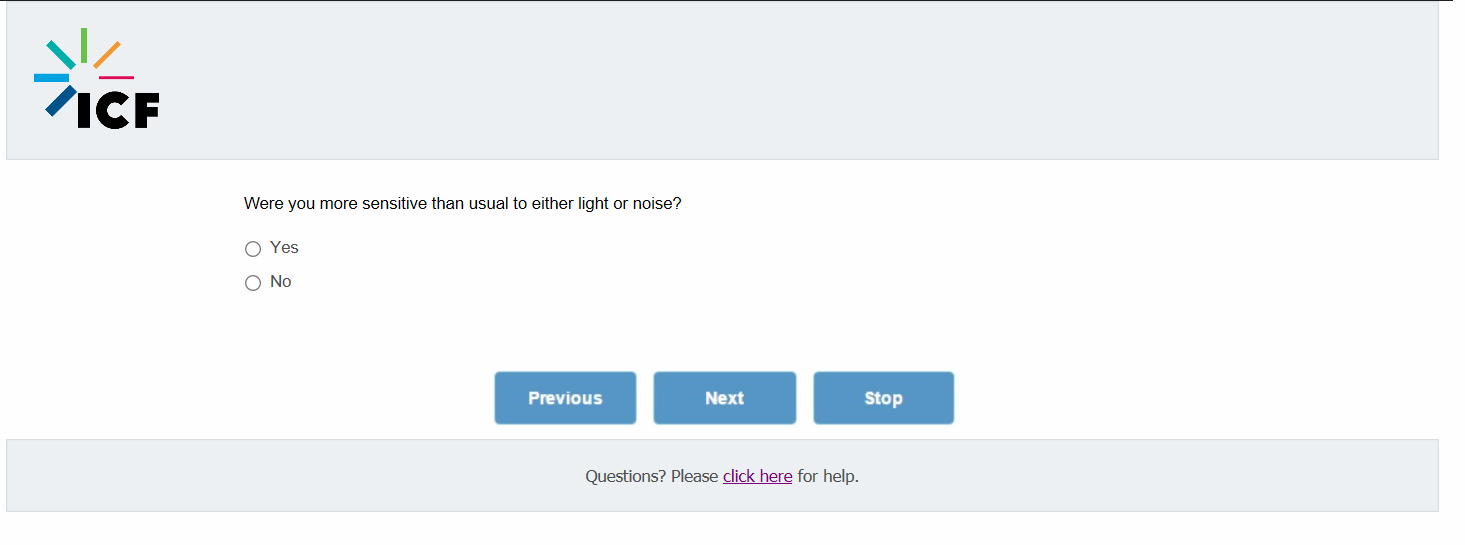 ICF
Were you more sensitive than usual to either light or noise?
Yes
No
Previous
Next
Stop
Questions? Please click here for help.